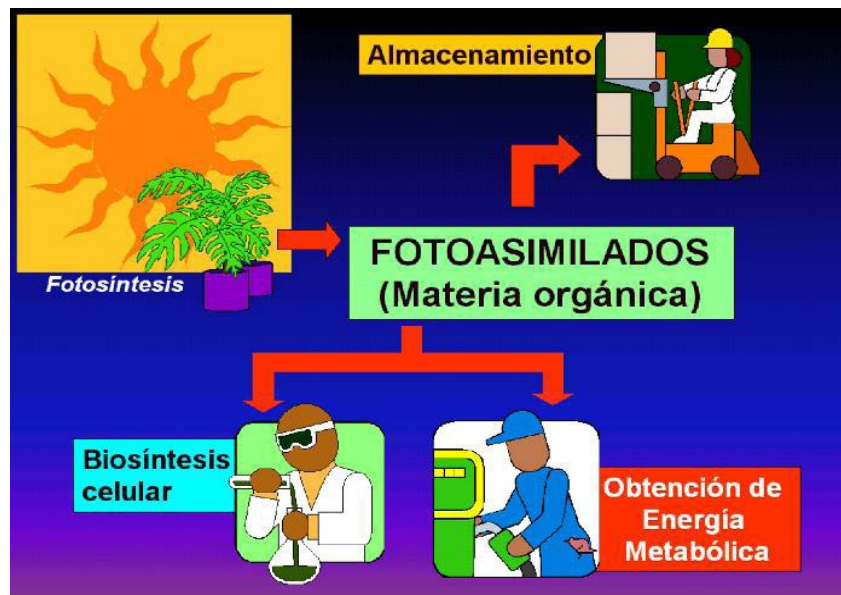 Almacenamiento
Fotosíntesis
FOTOASIMILADOS
(Materia orgánica)
Biosíntesis
celular
Obtención de
Energía
Metabólica